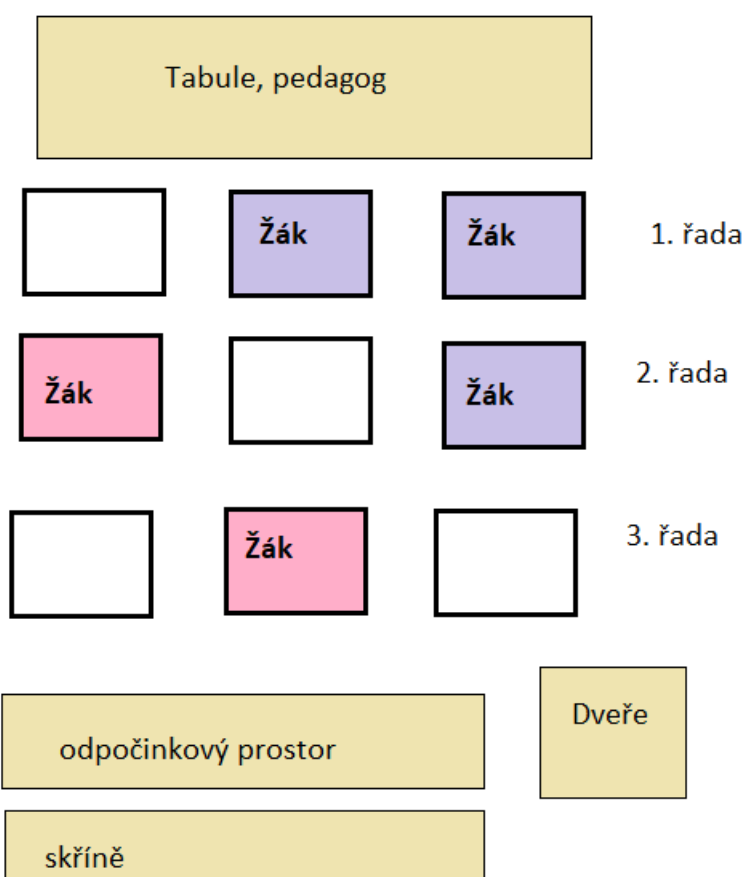 Tabule, pedagog
Žák
Žák
1. řada
Žák
Žák
2. řada
Žák
3. řada
Dveře
odpočinkový prostor
skříně